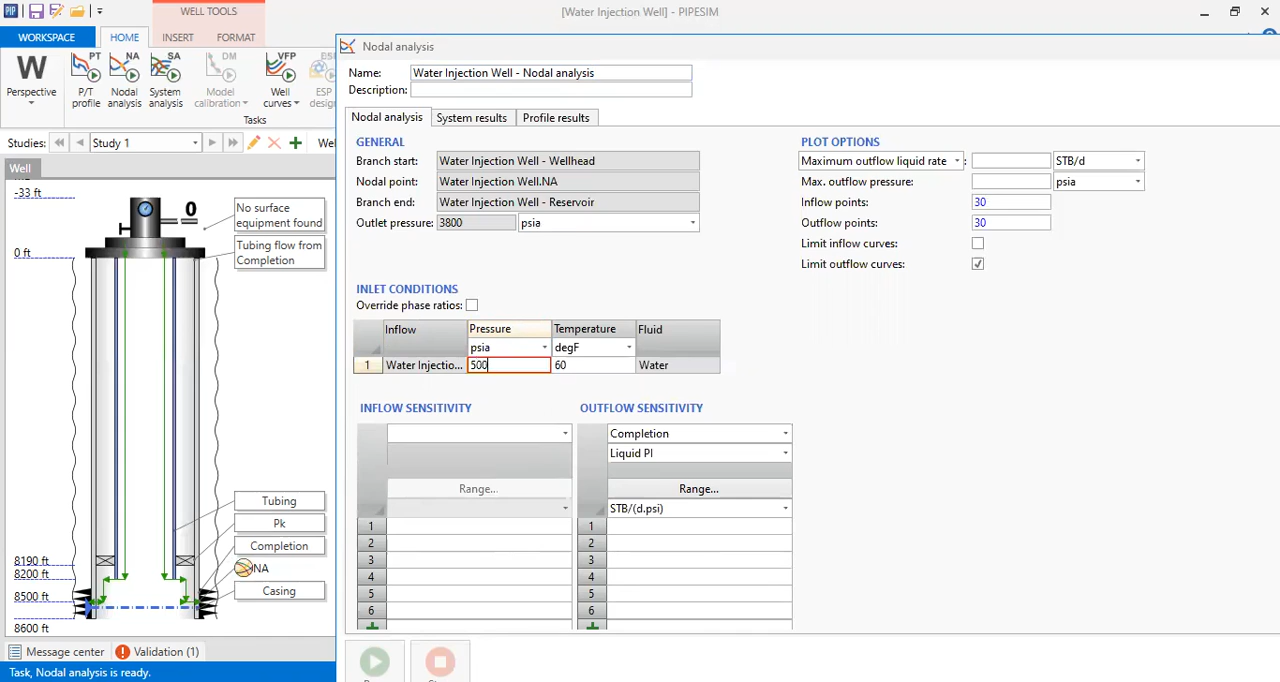 PIP
WELL TOOLS
[Water Injection Well] - PIPESIM
WORKSPACE HOME INSERT FORMAT
W Perspective
PT P/T profile
NA Nodal analysis
SA System analysis
DM Model calibration
VFP Well curves
ESP desig
Tasks
Studies: Study 1 Wel
Well
-33 ft
0
No surface
equipment found
Tubing flow from
Completion
0 ft
Tubing
Pk
Completion
NA
Casing
8190 ft
8200 ft
8500 ft
8600 ft
Message center Validation (1)
Task, Nodal analysis is ready.
Nodal analysis
Name: Water Injection Well - Nodal analysis
Description:
Nodal analysis System results Profile results
GENERAL
Branch start: Water Injection Well - Wellhead
Nodal point: Water Injection Well.NA
Branch end: Water Injection Well - Reservoir
Outlet pressure: 3800 psia
PLOT OPTIONS
Maximum outflow liquid rate : STB/d
Max. outflow pressure: psia
Inflow points: 30
Outflow points: 30
Limit inflow curves:
Limit outflow curves:
INLET CONDITIONS
Override phase ratios:
Inflow Pressure Temperature Fluid
psia degF
1 Water Injectio... 500 60 Water
INFLOW SENSITIVITY
Range...
1
2
3
4
5
6
OUTFLOW SENSITIVITY
Completion
Liquid PI
Range...
STB/(d.psi)
1
2
3
4
5
6